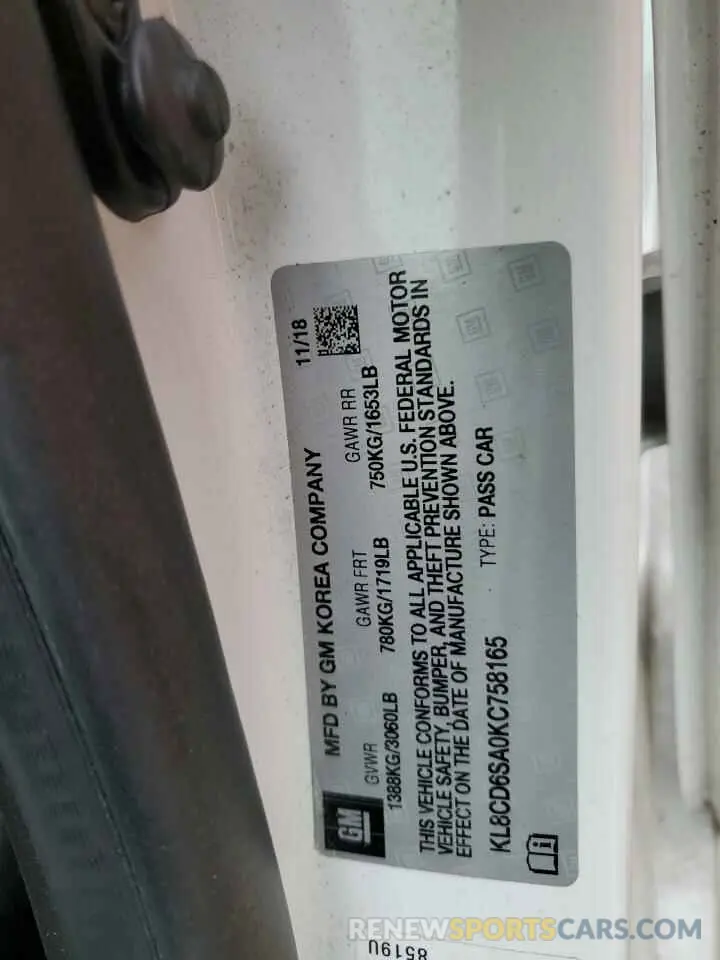 MFD BY GM KOREA COMPANY 11/18
GM
GVWR GAWR FRT GAWR RR
1388KG/3060LB 780KG/1719LB 750KG/1653LB
THIS VEHICLE CONFORMS TO ALL APPLICABLE U.S. FEDERAL MOTOR
VEHICLE SAFETY, BUMPER, AND THEFT PREVENTION STANDARDS IN
EFFECT ON THE DATE OF MANUFACTURE SHOWN ABOVE.
KL8CD6SA0KC758165 TYPE: PASS CAR
8519U
RENEWSPORTSCARS.COM